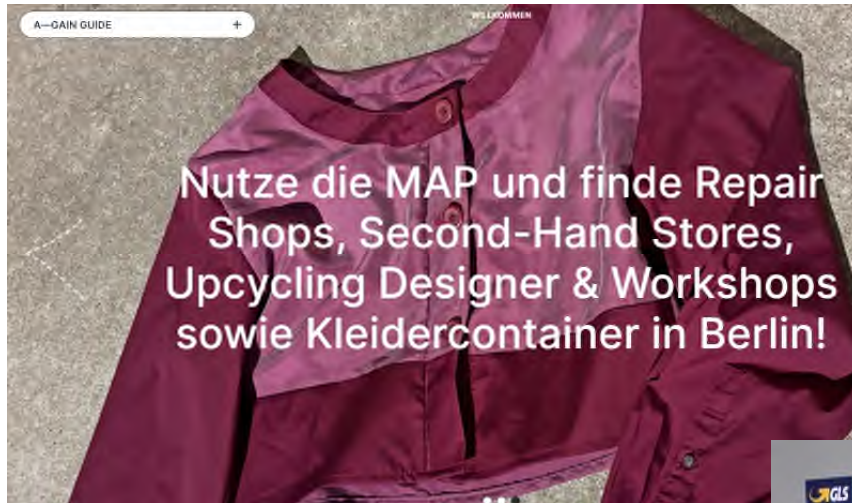 A—GAIN GUIDE +
WILLKOMMEN
Nutze die MAP und finde Repair
Shops, Second-Hand Stores,
Upcycling Designer & Workshops
sowie Kleidercontainer in Berlin!
GLS